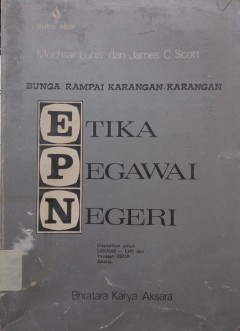 Mochtar Lubis dan James C Scott
BUNGA RAMPAI KARANGAN-KARANGAN
ETIKA
PEGAWAI
NEGERI
Bhratara Karya Aksara